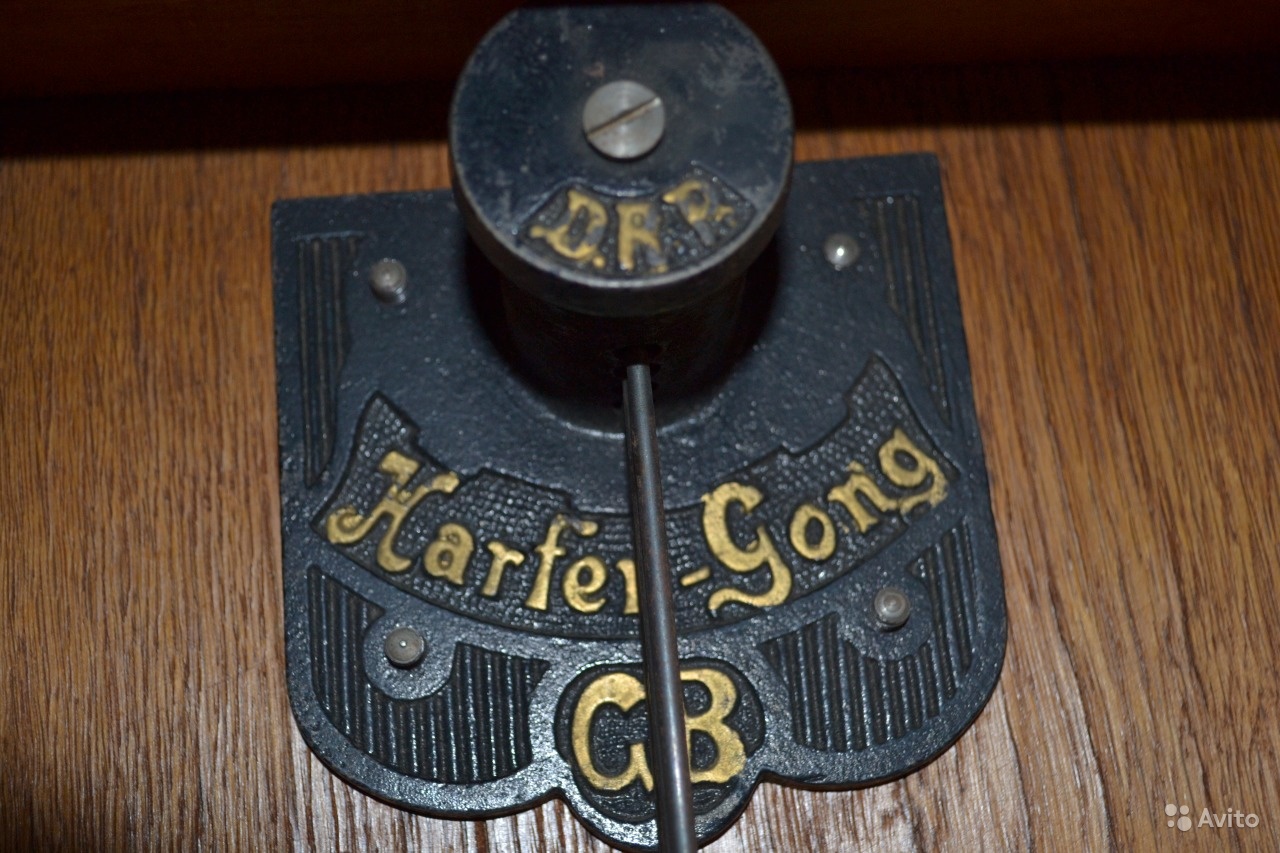 D.R.P.
Harfen-Gong
GB
Avito